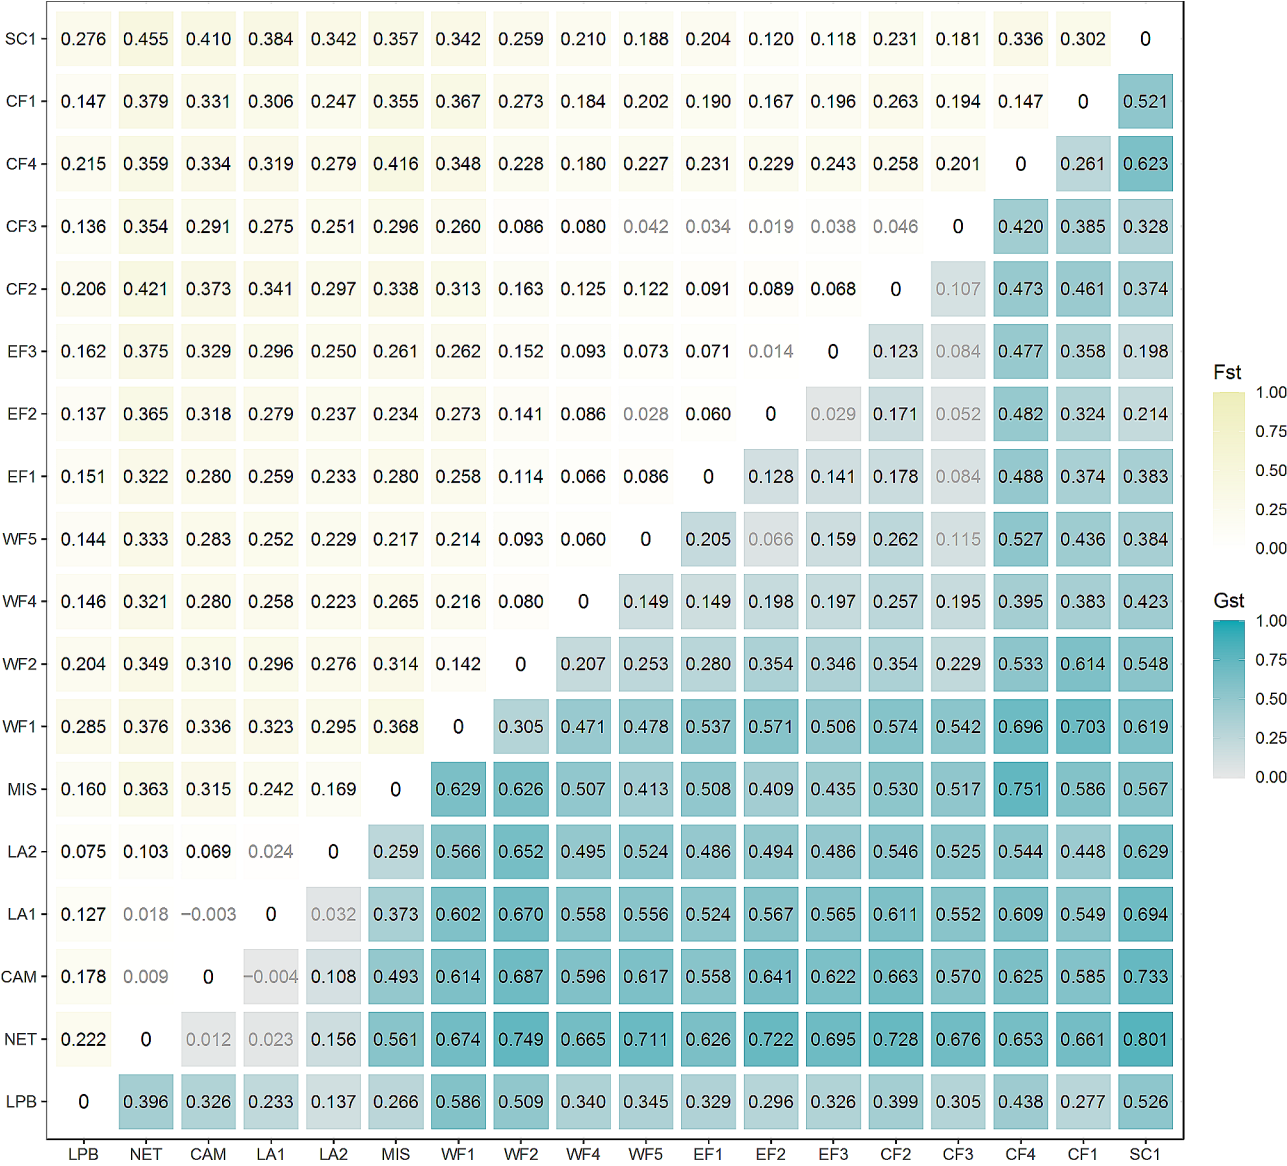 SC1 0.276 0.455 0.410 0.384 0.342 0.357 0.342 0.259 0.210 0.188 0.204 0.120 0.118 0.231 0.181 0.336 0.302 0
CF1 0.147 0.379 0.331 0.306 0.247 0.355 0.367 0.273 0.184 0.202 0.190 0.167 0.196 0.263 0.194 0.147 0 0.521
CF4 0.215 0.359 0.334 0.319 0.279 0.416 0.348 0.228 0.180 0.227 0.231 0.229 0.243 0.258 0.201 0 0.261 0.623
CF3 0.136 0.354 0.291 0.275 0.251 0.296 0.260 0.086 0.080 0.042 0.034 0.019 0.038 0.046 0 0.420 0.385 0.328
CF2 0.206 0.421 0.373 0.341 0.297 0.338 0.313 0.163 0.125 0.122 0.091 0.089 0.068 0 0.107 0.473 0.461 0.374
EF3 0.162 0.375 0.329 0.296 0.250 0.261 0.262 0.152 0.093 0.073 0.071 0.014 0 0.123 0.084 0.477 0.358 0.198
EF2 0.137 0.365 0.318 0.279 0.237 0.234 0.273 0.141 0.086 0.028 0.060 0 0.029 0.171 0.052 0.482 0.324 0.214
EF1 0.151 0.322 0.280 0.259 0.233 0.280 0.258 0.114 0.066 0.086 0 0.128 0.141 0.178 0.084 0.488 0.374 0.383
WF5 0.144 0.333 0.283 0.252 0.229 0.217 0.214 0.093 0.060 0 0.205 0.066 0.159 0.262 0.115 0.527 0.436 0.384
WF4 0.146 0.321 0.280 0.258 0.223 0.265 0.216 0.080 0 0.149 0.149 0.198 0.197 0.257 0.195 0.395 0.383 0.423
WF2 0.204 0.349 0.310 0.296 0.276 0.314 0.142 0 0.207 0.253 0.280 0.354 0.346 0.354 0.229 0.533 0.614 0.548
WF1 0.285 0.376 0.336 0.323 0.295 0.368 0 0.305 0.471 0.478 0.537 0.571 0.506 0.574 0.542 0.696 0.703 0.619
MIS 0.160 0.363 0.315 0.242 0.169 0 0.629 0.626 0.507 0.413 0.508 0.409 0.435 0.530 0.517 0.751 0.586 0.567
LA2 0.075 0.103 0.069 0.024 0 0.259 0.566 0.652 0.495 0.524 0.486 0.494 0.486 0.546 0.525 0.544 0.448 0.629
LA1 0.127 0.018 −0.003 0 0.032 0.373 0.602 0.670 0.558 0.556 0.524 0.567 0.565 0.611 0.552 0.609 0.549 0.694
CAM 0.178 0.009 0 −0.004 0.108 0.493 0.614 0.687 0.596 0.617 0.558 0.641 0.622 0.663 0.570 0.625 0.585 0.733
NET 0.222 0 0.012 0.023 0.156 0.561 0.674 0.749 0.665 0.711 0.626 0.722 0.695 0.728 0.676 0.653 0.661 0.801
LPB 0 0.396 0.326 0.233 0.137 0.266 0.586 0.509 0.340 0.345 0.329 0.296 0.326 0.399 0.305 0.438 0.277 0.526
LPB NET CAM LA1 LA2 MIS WF1 WF2 WF4 WF5 EF1 EF2 EF3 CF2 CF3 CF4 CF1 SC1
Fst
1.00
0.75
0.50
0.25
0.00
Gst
1.00
0.75
0.50
0.25
0.00